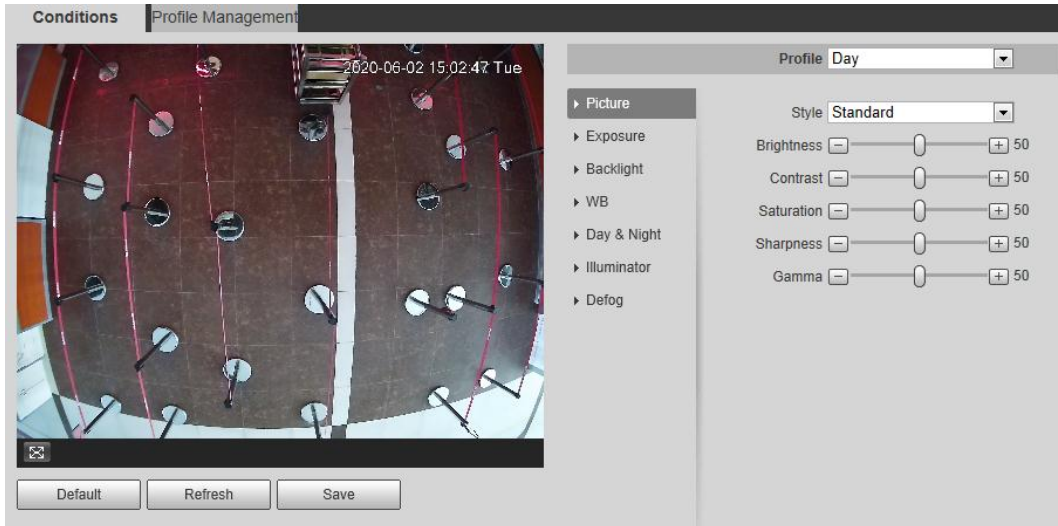 Conditions
Profile Management
2020-06-02 15:02:47 Tue
Profile Day
Picture
Exposure
Backlight
WB
Day & Night
Illuminator
Defog
Style Standard
Brightness 50
Contrast 50
Saturation 50
Sharpness 50
Gamma 50
Default
Refresh
Save